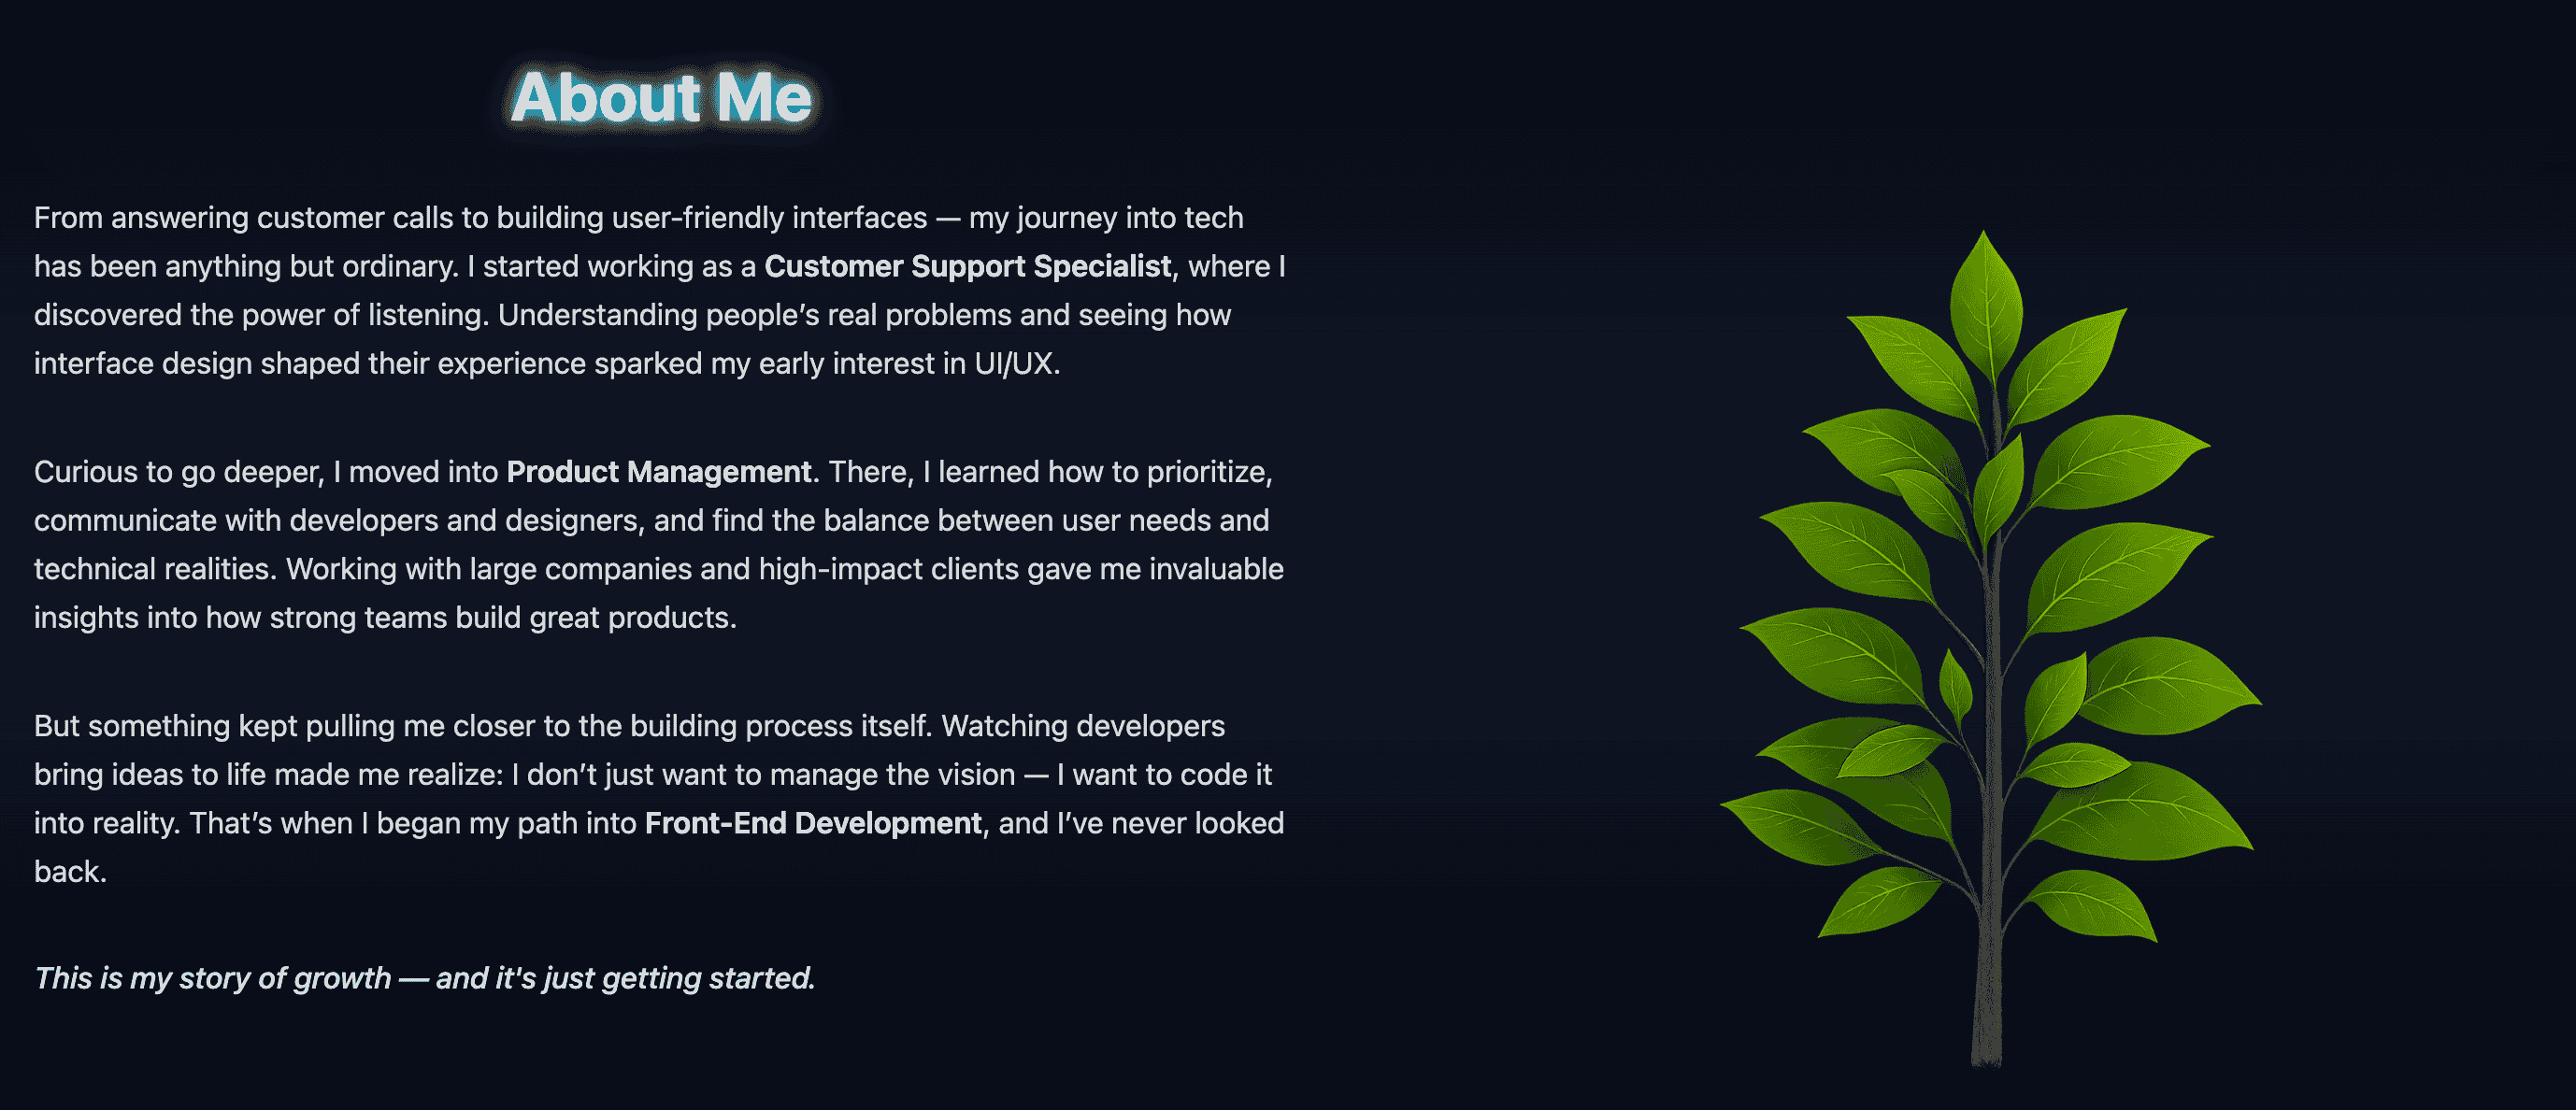 About Me
From answering customer calls to building user-friendly interfaces — my journey into tech
has been anything but ordinary. I started working as a Customer Support Specialist, where I
discovered the power of listening. Understanding people’s real problems and seeing how
interface design shaped their experience sparked my early interest in UI/UX.
Curious to go deeper, I moved into Product Management. There, I learned how to prioritize,
communicate with developers and designers, and find the balance between user needs and
technical realities. Working with large companies and high-impact clients gave me invaluable
insights into how strong teams build great products.
But something kept pulling me closer to the building process itself. Watching developers
bring ideas to life made me realize: I don’t just want to manage the vision — I want to code it
into reality. That’s when I began my path into Front-End Development, and I’ve never looked
back.
This is my story of growth — and it's just getting started.